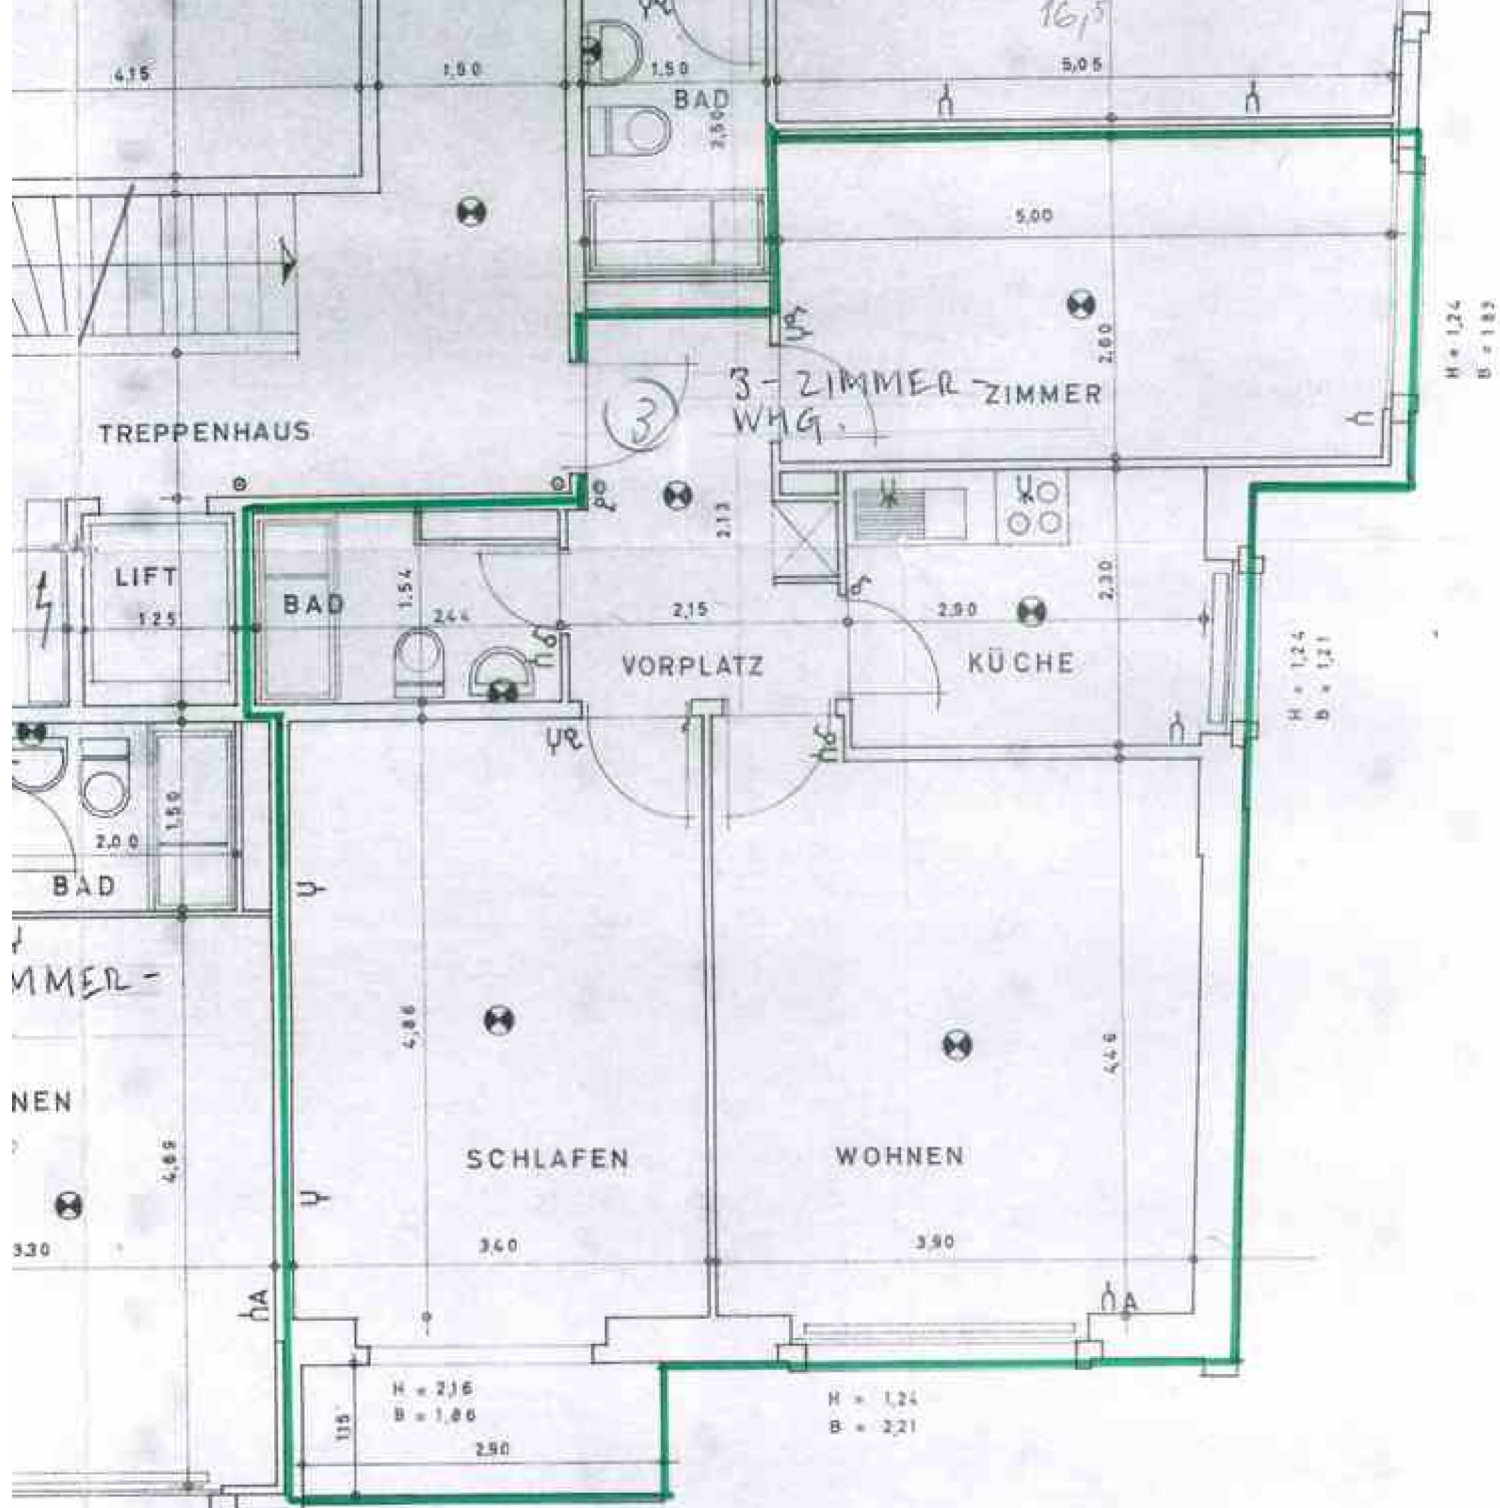 16,5
4,15
1,90
1,50
5,05
BAD
2,50
5,00
H = 1,24
B = 1 83
2,60
3 - ZIMMER -
WHG.
ZIMMER
3
TREPPENHAUS
2,13
LIFT
1 25
BAD
1,54
2,44
2,15
2,90
2,30
VORPLATZ
KÜCHE
H = 1,24
B = 1,21
1,50
2,00
BAD
MMER -
4,86
4,46
NEN
4,69
SCHLAFEN
WOHNEN
3,30
3,40
3,90
A
A
H = 2,16
B = 1,86
1,15
2,90
H = 1,24
B = 2,21